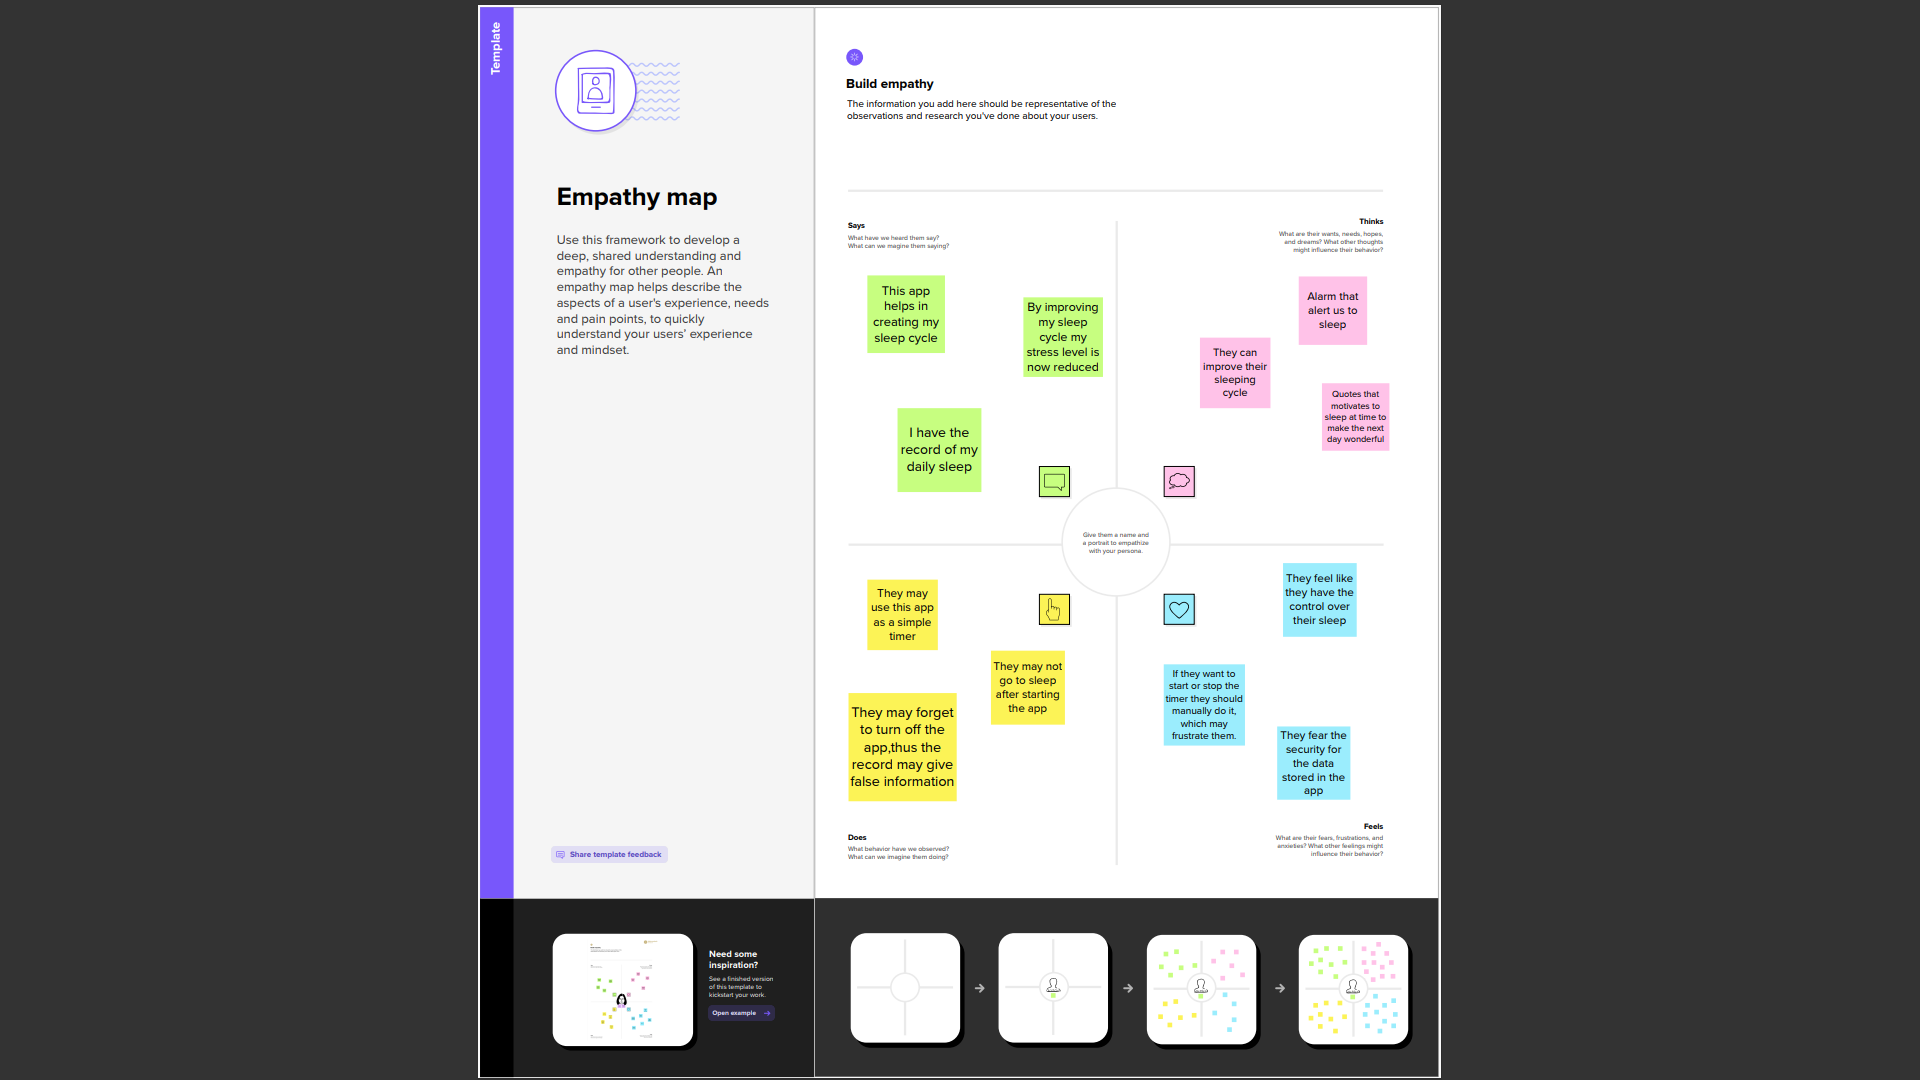 Template
Empathy map
Use this framework to develop a
deep, shared understanding and
empathy for other people. An
empathy map helps describe the
aspects of a user's experience, needs
and pain points, to quickly
understand your users' experience
and mindset.
Share template feedback
Build empathy
The information you add here should be representative of the
observations and research you've done about your users.
Says
What have we heard them say?
What can we magine them saying?
Thinks
What are their wants, needs, hopes,
and dreams? What other thoughts
might influence their behavior?
This app
helps in
creating my
sleep cycle
By improving
my sleep
cycle my
stress level is
now reduced
I have the
record of my
daily sleep
Alarm that
alert us to
sleep
They can
improve their
sleeping
cycle
Quotes that
motivates to
sleep at time to
make the next
day wonderful
Give them a name and
a portrait to empathize
with your persona.
They may
use this app
as a simple
timer
They may not
go to sleep
after starting
the app
They may forget
to turn off the
app,thus the
record may give
false information
They feel like
they have the
control over
their sleep
If they want to
start or stop the
timer they should
manually do it,
which may
frustrate them.
They fear the
security for
the data
stored in the
app
Does
What behavior have we observed?
What can we imagine them doing?
Feels
What are their fears, frustrations, and
anxieties? What other feelings might
influence their behavior?
Need some
inspiration?
See a finished version
of this template to
kickstart your work.
Open example